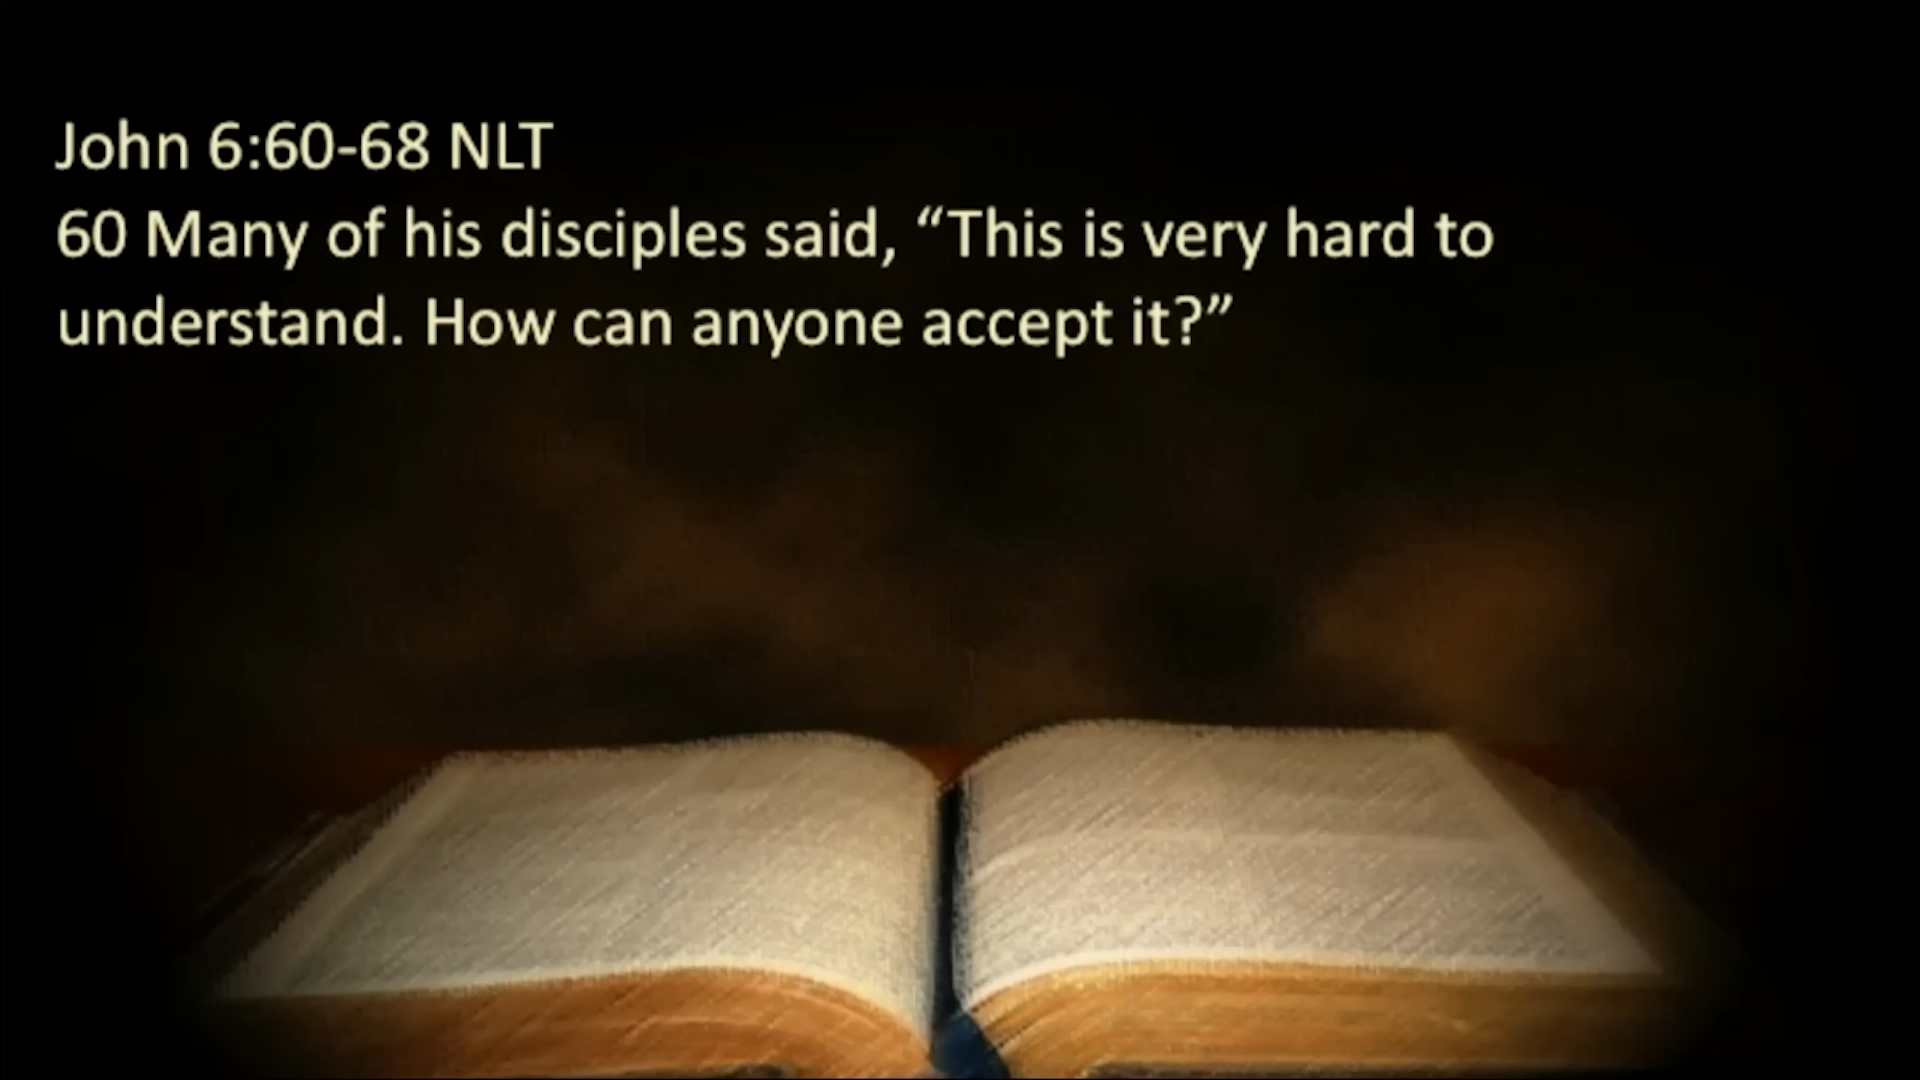 John 6:60-68 NLT
60 Many of his disciples said, “This is very hard to
understand. How can anyone accept it?”